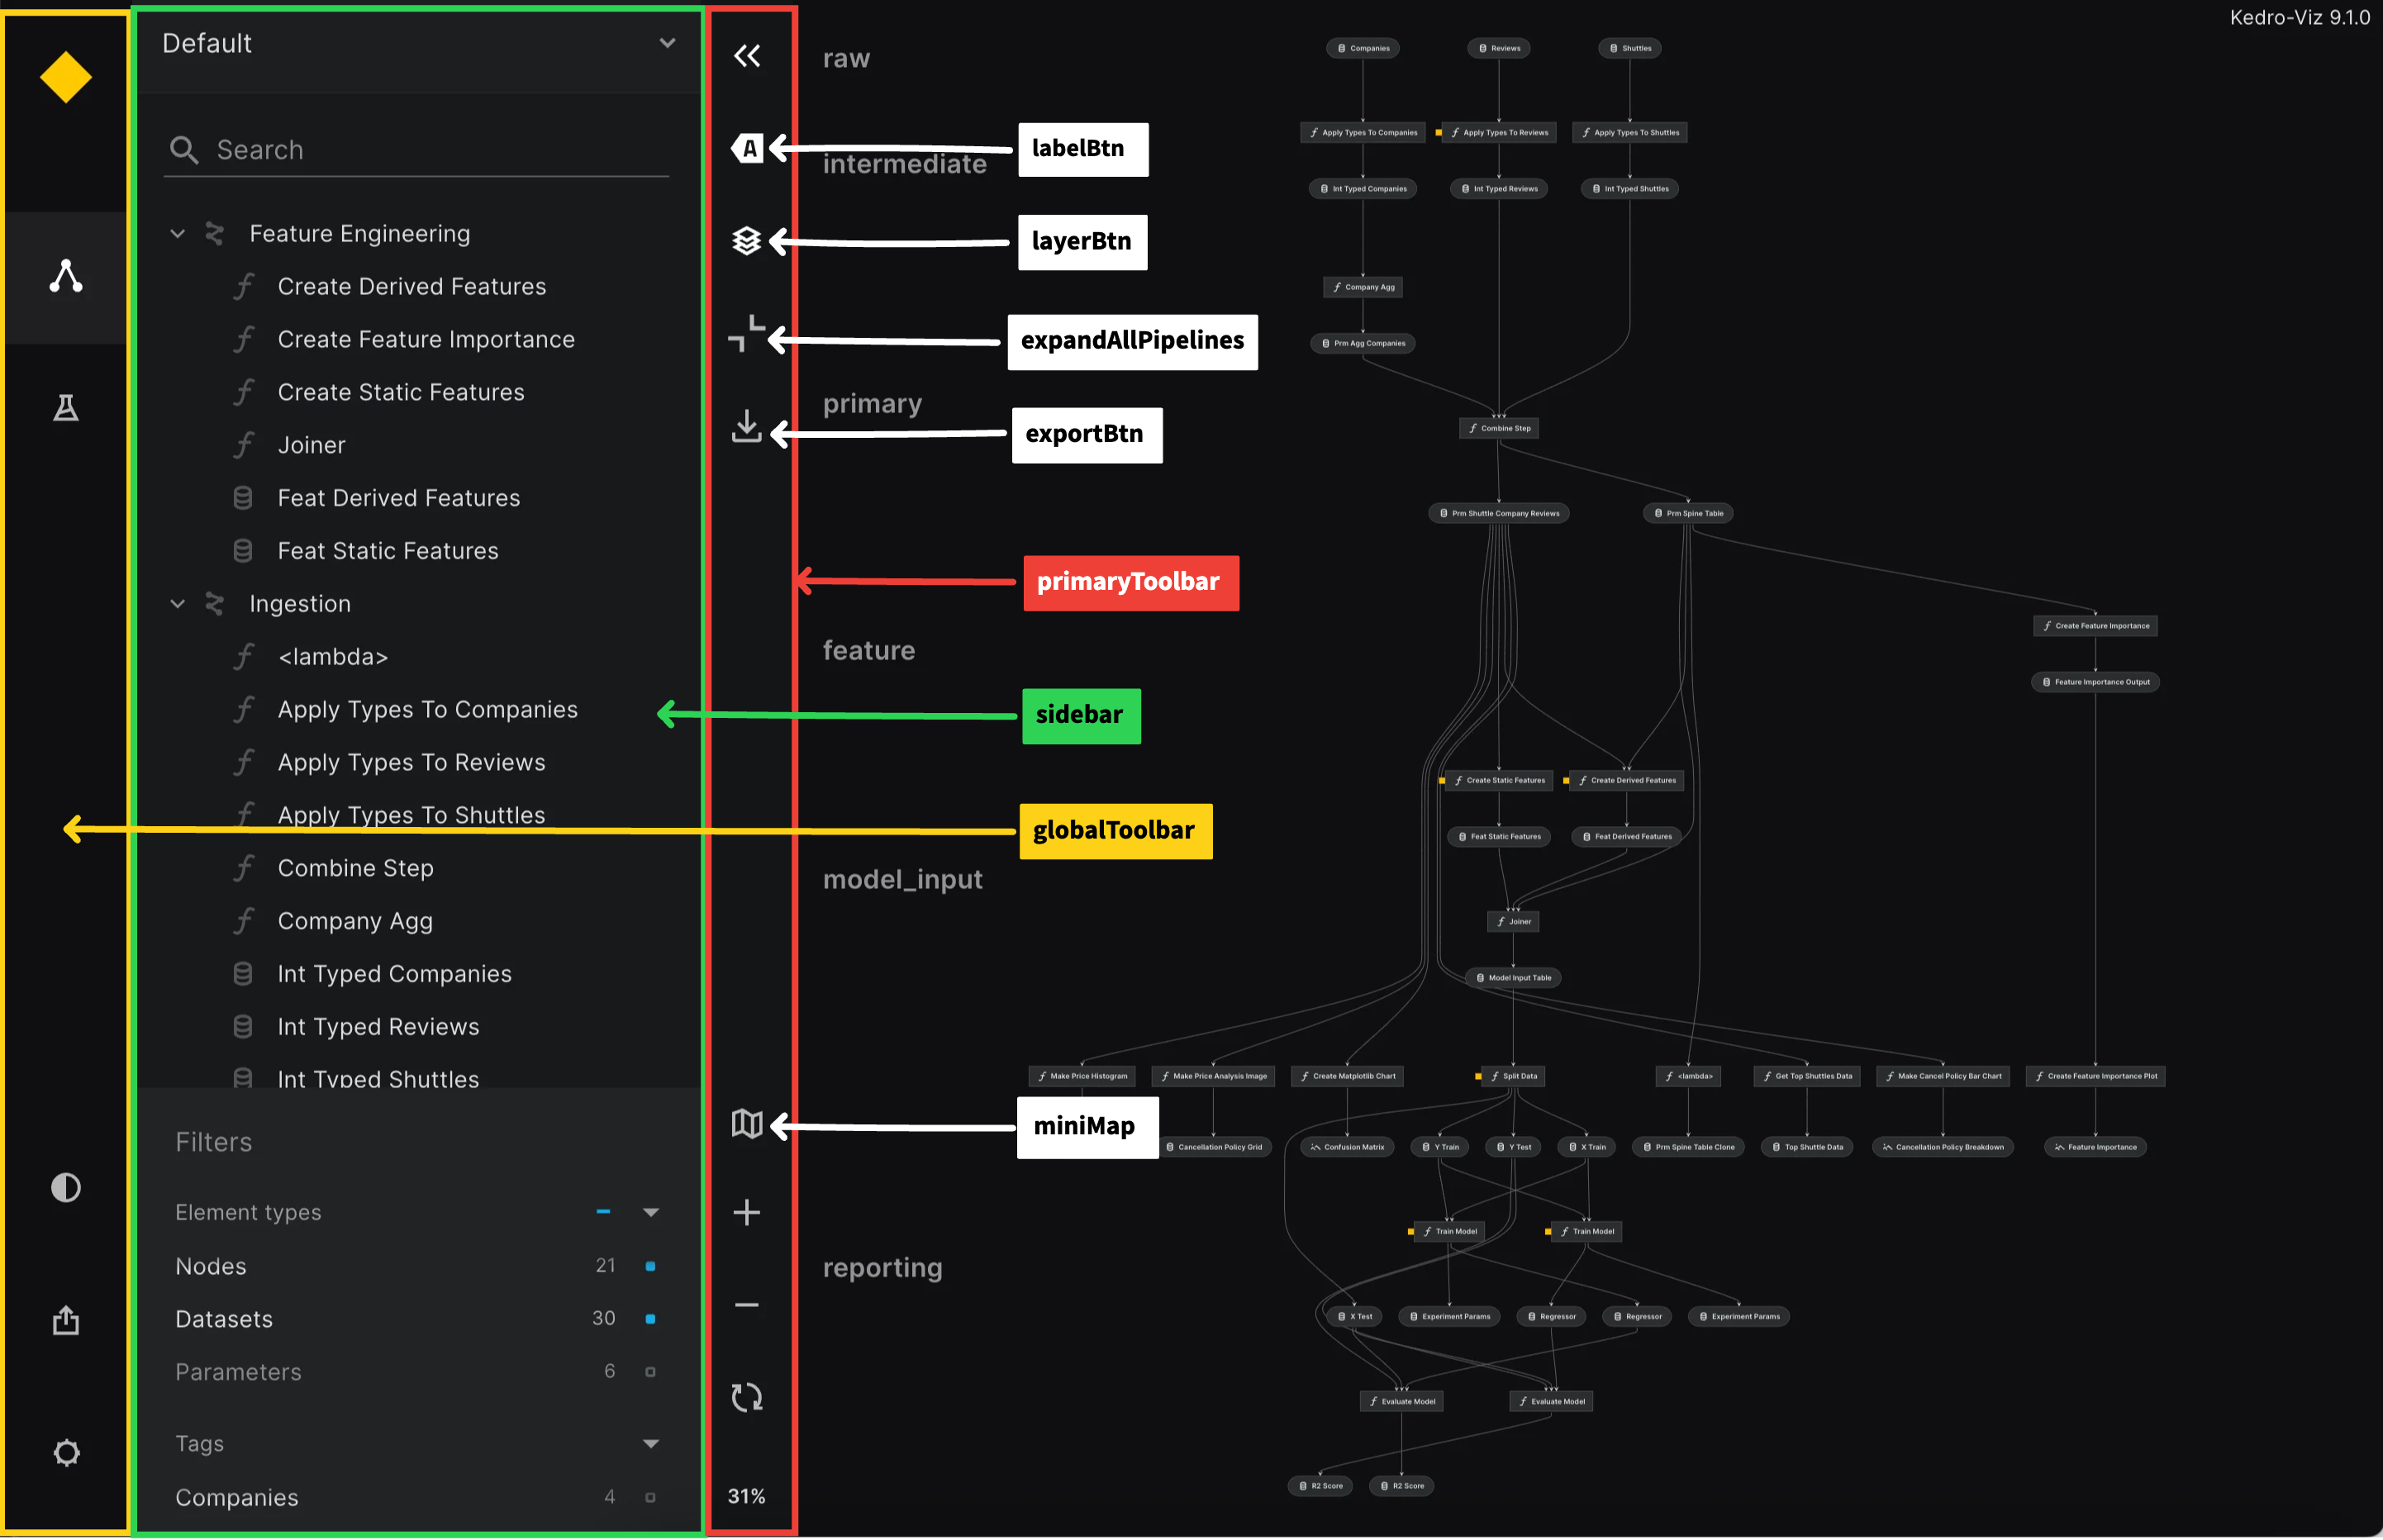 Kedro-Viz 9.1.0
Default
Search
Feature Engineering
Create Derived Features
Create Feature Importance
Create Static Features
Joiner
Feat Derived Features
Feat Static Features
Ingestion
<lambda>
Apply Types To Companies
Apply Types To Reviews
Apply Types To Shuttles
Combine Step
Company Agg
Int Typed Companies
Int Typed Reviews
Int Typed Shuttles
Filters
Element types
Nodes 21
Datasets 30
Parameters 6
Tags
Companies 4
A
31%
labelBtn
layerBtn
expandAllPipelines
exportBtn
primaryToolbar
sidebar
globalToolbar
miniMap
raw
intermediate
primary
feature
model_input
reporting
Companies Reviews Shuttles
Apply Types To Companies Apply Types To Reviews Apply Types To Shuttles
Int Typed Companies Int Typed Reviews Int Typed Shuttles
Company Agg
Prm Agg Companies
Combine Step
Prm Shuttle Company Reviews Prm Spine Table
Create Feature Importance
Feature Importance Output
Create Static Features Create Derived Features
Feat Static Features Feat Derived Features
Joiner
Model Input Table
Make Price Histogram Make Price Analysis Image Create Matplotlib Chart Split Data <lambda> Get Top Shuttles Data Make Cancel Policy Bar Chart Create Feature Importance Plot
Cancellation Policy Grid Confusion Matrix Y Train Y Test X Train Prm Spine Table Clone Top Shuttle Data Cancellation Policy Breakdown Feature Importance
Train Model Train Model
X Test Experiment Params Regressor Regressor Experiment Params
Evaluate Model Evaluate Model
R2 Score R2 Score